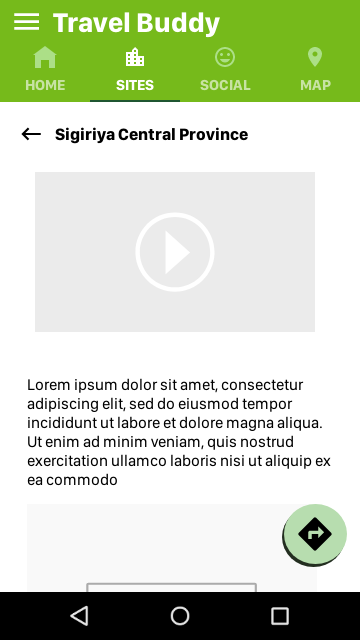 Travel Buddy
HOME
SITES
SOCIAL
MAP
Sigiriya Central Province
Lorem ipsum dolor sit amet, consectetur
adipiscing elit, sed do eiusmod tempor
incididunt ut labore et dolore magna aliqua.
Ut enim ad minim veniam, quis nostrud
exercitation ullamco laboris nisi ut aliquip ex
ea commodo